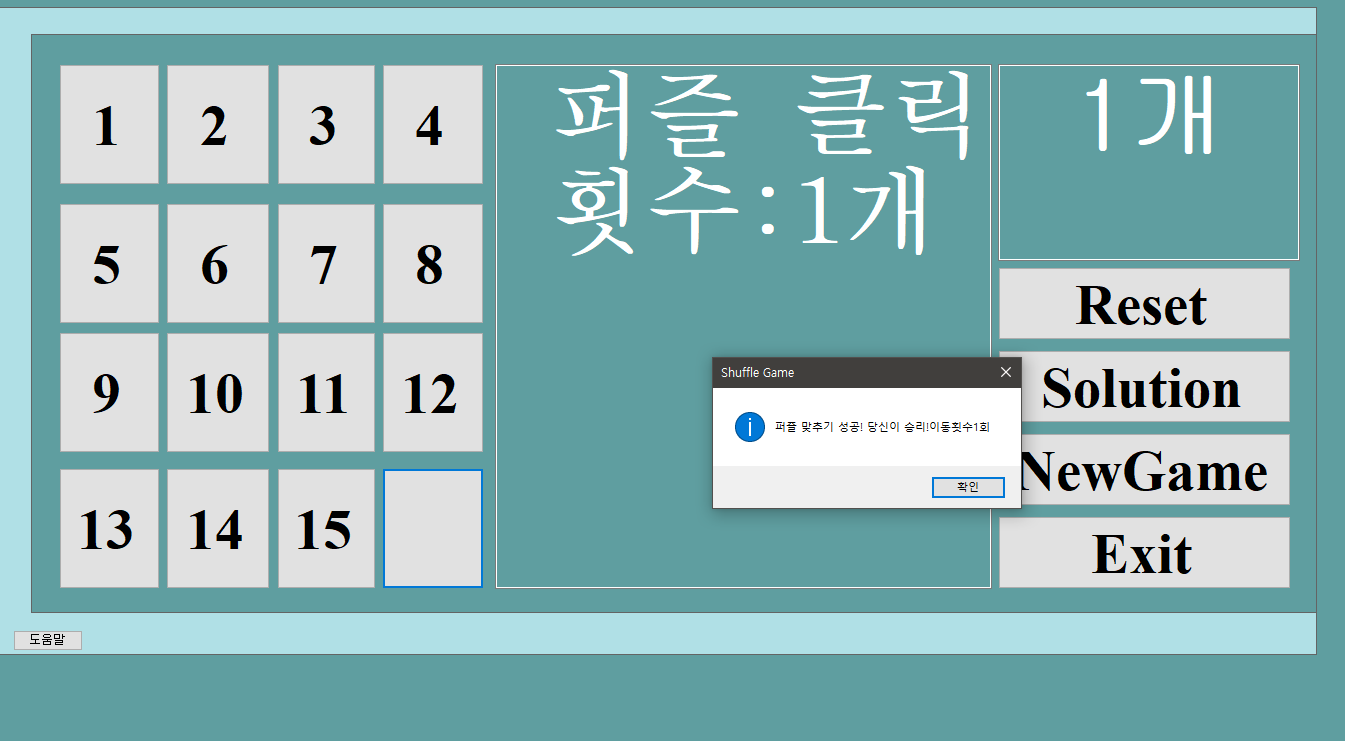 1 2 3 4
5 6 7 8
9 10 11 12
13 14 15
퍼즐 클릭
횟수:1개
1개
Reset
Solution
NewGame
Exit
Shuffle Game
퍼즐 맞추기 성공! 당신이 승리!이동횟수1회
확인
도움말